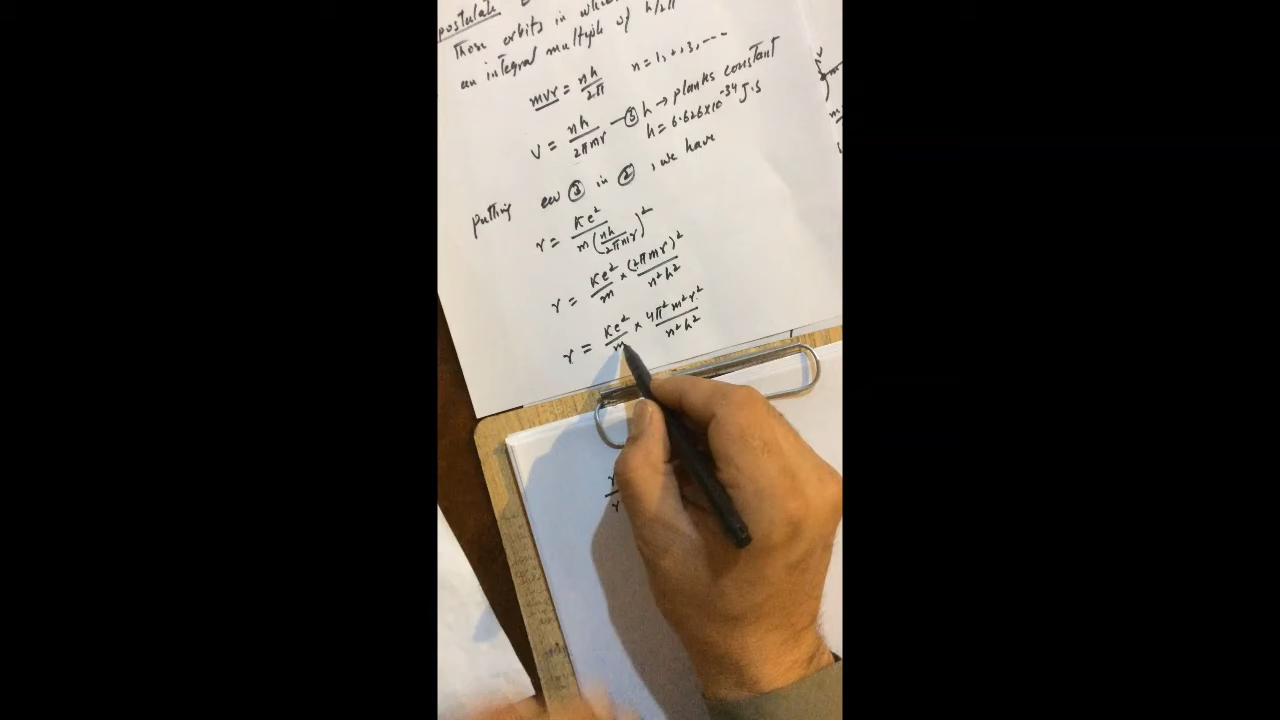 postulate
Those orbits in which
an integral multiple of h/2π
mvr = nh/2π n = 1, +, 3, ----
V = nh/2πmr —③ h → planks constant
h = 6.626×10⁻³⁴ J.S
putting eq ③ in ②, we have
r = Ke²/m(nh/2πmr)²
r = Ke²/m × (2πmr)²/n²h²
r = Ke²/m × 4π²m²r²/n²h²
r/r